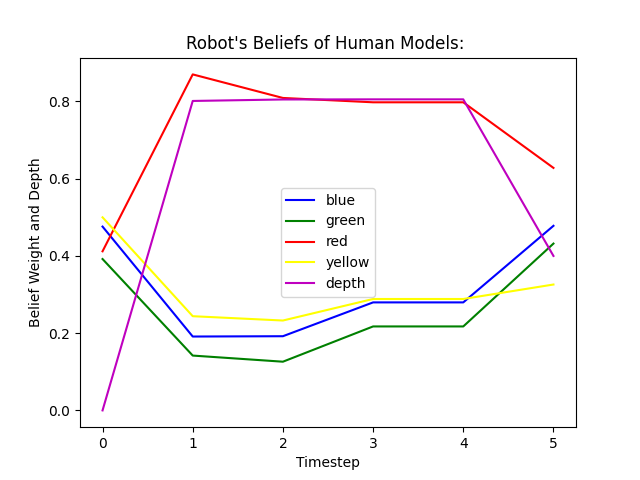 Robot's Beliefs of Human Models:
Belief Weight and Depth
0.8
0.6
0.4
0.2
0.0
blue
green
red
yellow
depth
0 1 2 3 4 5
Timestep